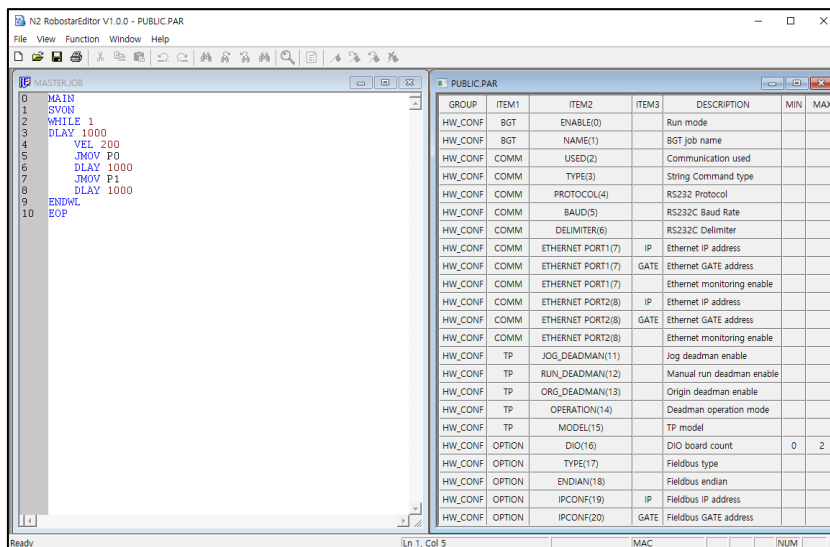 N2 RobostarEditor V1.0.0 - PUBLIC.PAR
File View Function Window Help
MASTER.JOB
0 MAIN
1 SVON
2 WHILE 1
3 DLAY 1000
4 VEL 200
5 JMOV P0
6 DLAY 1000
7 JMOV P1
8 DLAY 1000
9 ENDWL
10 EOP
PUBLIC.PAR
GROUP ITEM1 ITEM2 ITEM3 DESCRIPTION MIN MAX
HW_CONF BGT ENABLE(0) Run mode
HW_CONF BGT NAME(1) BGT job name
HW_CONF COMM USED(2) Communication used
HW_CONF COMM TYPE(3) String Command type
HW_CONF COMM PROTOCOL(4) RS232 Protocol
HW_CONF COMM BAUD(5) RS232C Baud Rate
HW_CONF COMM DELIMITER(6) RS232C Delimiter
HW_CONF COMM ETHERNET PORT1(7) IP Ethernet IP address
HW_CONF COMM ETHERNET PORT1(7) GATE Ethernet GATE address
HW_CONF COMM ETHERNET PORT1(7) Ethernet monitoring enable
HW_CONF COMM ETHERNET PORT2(8) IP Ethernet IP address
HW_CONF COMM ETHERNET PORT2(8) GATE Ethernet GATE address
HW_CONF COMM ETHERNET PORT2(8) Ethernet monitoring enable
HW_CONF TP JOG_DEADMAN(11) Jog deadman enable
HW_CONF TP RUN_DEADMAN(12) Manual run deadman enable
HW_CONF TP ORG_DEADMAN(13) Origin deadman enable
HW_CONF TP OPERATION(14) Deadman operation mode
HW_CONF TP MODEL(15) TP model
HW_CONF OPTION DIO(16) DIO board count 0 2
HW_CONF OPTION TYPE(17) Fieldbus type
HW_CONF OPTION ENDIAN(18) Fieldbus endian
HW_CONF OPTION IPCONF(19) IP Fieldbus IP address
HW_CONF OPTION IPCONF(20) GATE Fieldbus GATE address
Ready Ln 1, Col 5 MAC NUM